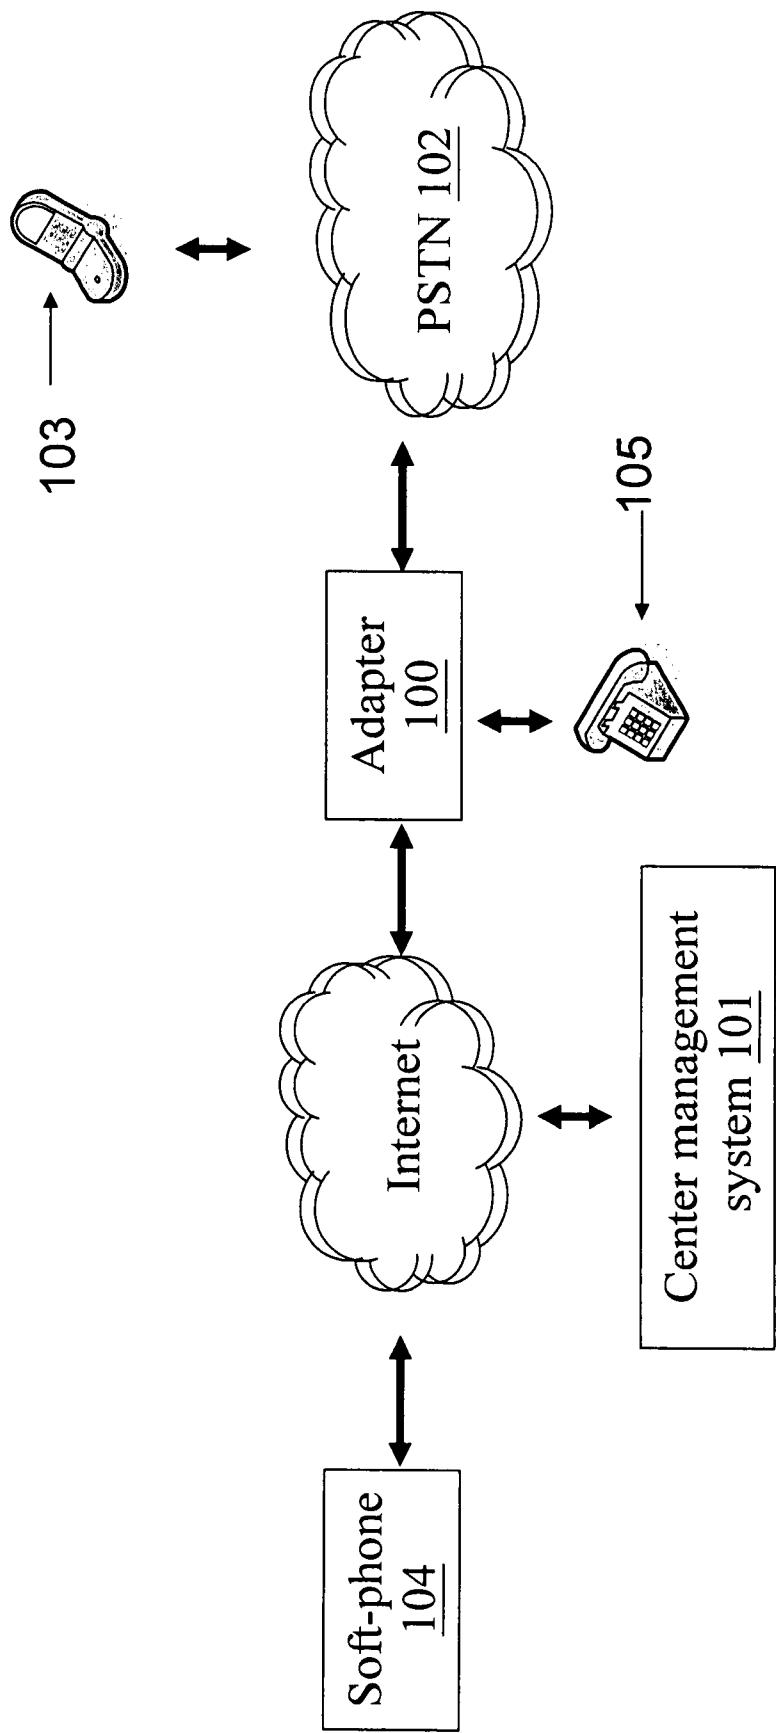 103
PSTN 102
Adapter
100
105
Internet
Center management
system 101
Soft-phone
104